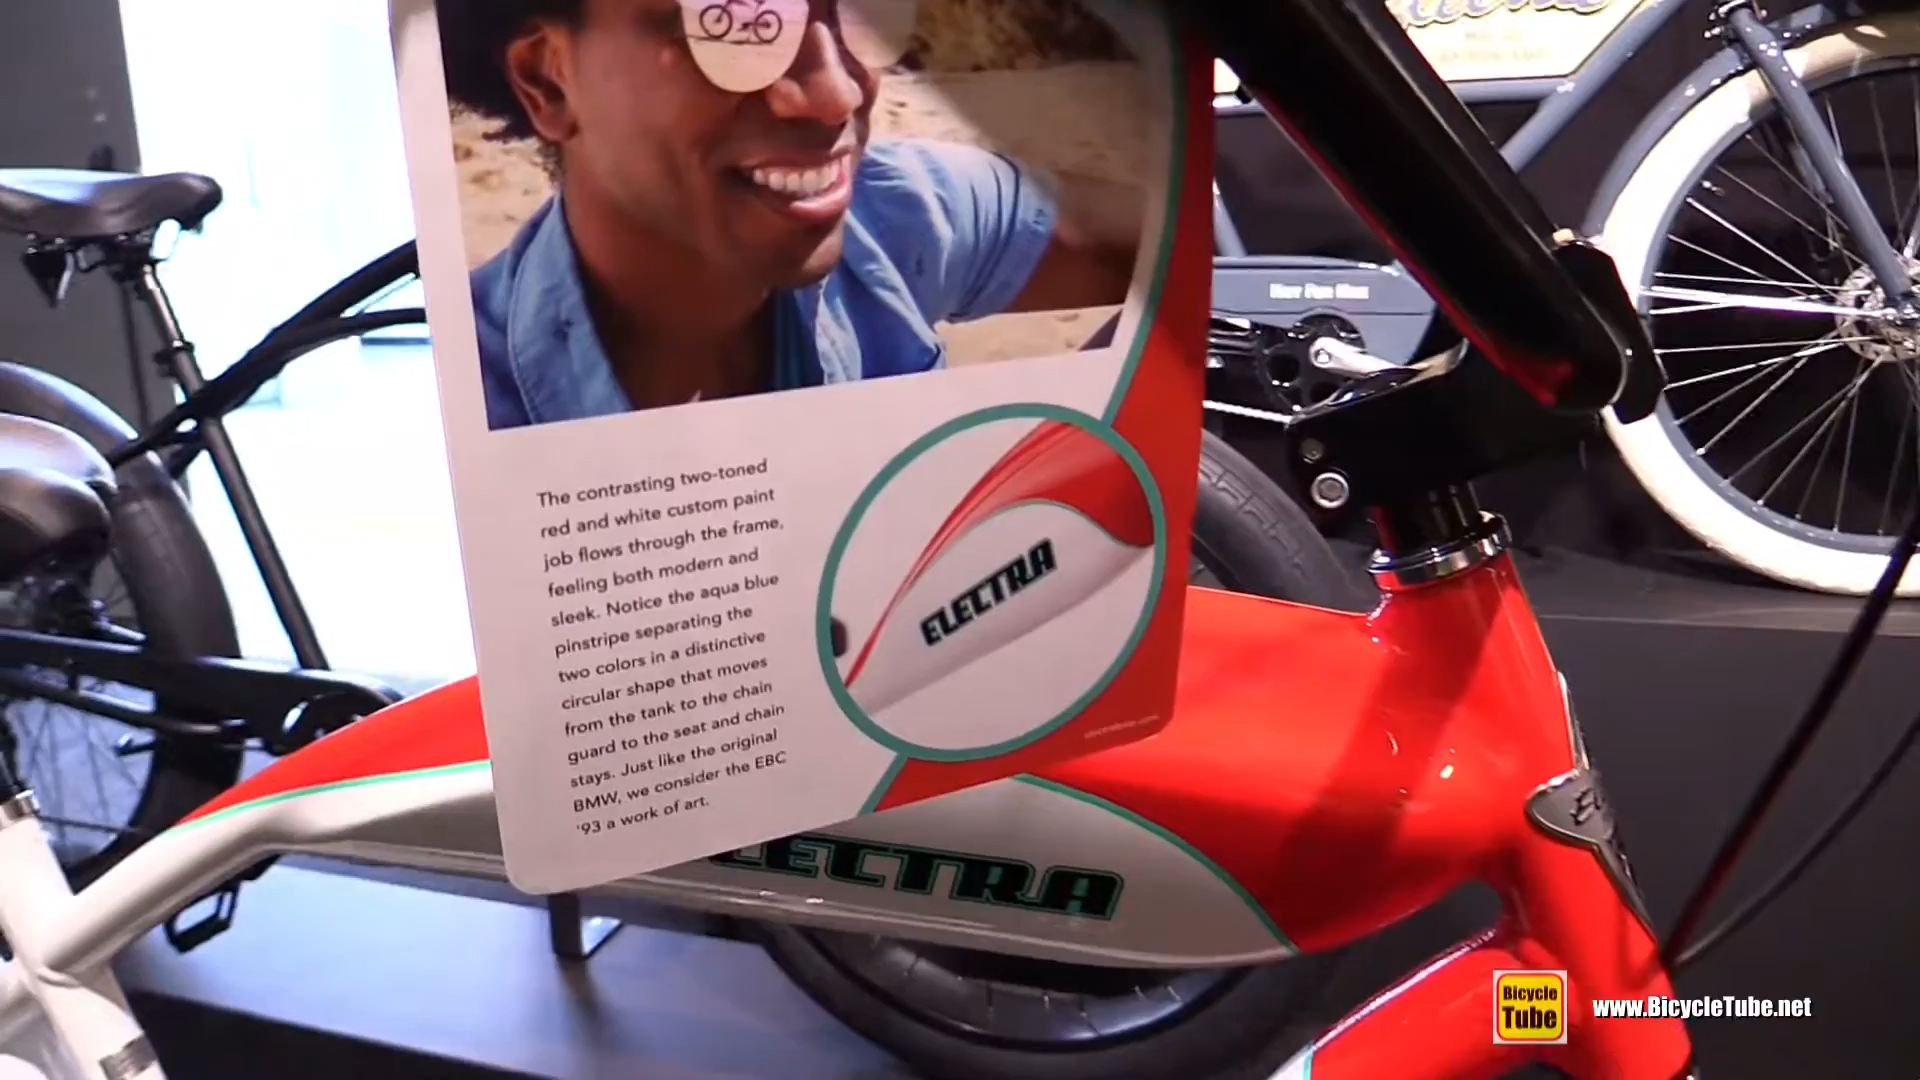 The contrasting two-toned
red and white custom paint
job flows through the frame,
feeling both modern and
sleek. Notice the aqua blue
pinstripe separating the
two colors in a distinctive
circular shape that moves
from the tank to the chain
guard to the seat and chain
stays. Just like the original
BMW, we consider the EBC
'93 a work of art.
ELECTRA
ELECTRA
Bicycle
Tube
www.BicycleTube.net